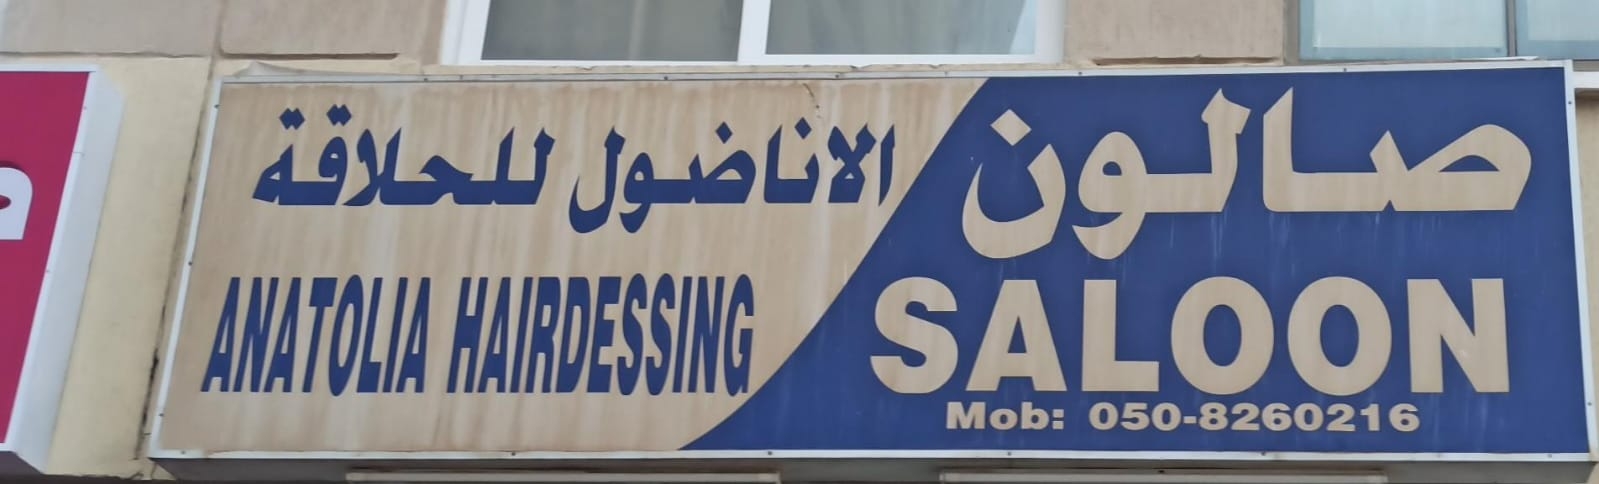 صالون الاناضول للحلاقة
ANATOLIA HAIRDESSING SALOON
Mob: 050-8260216